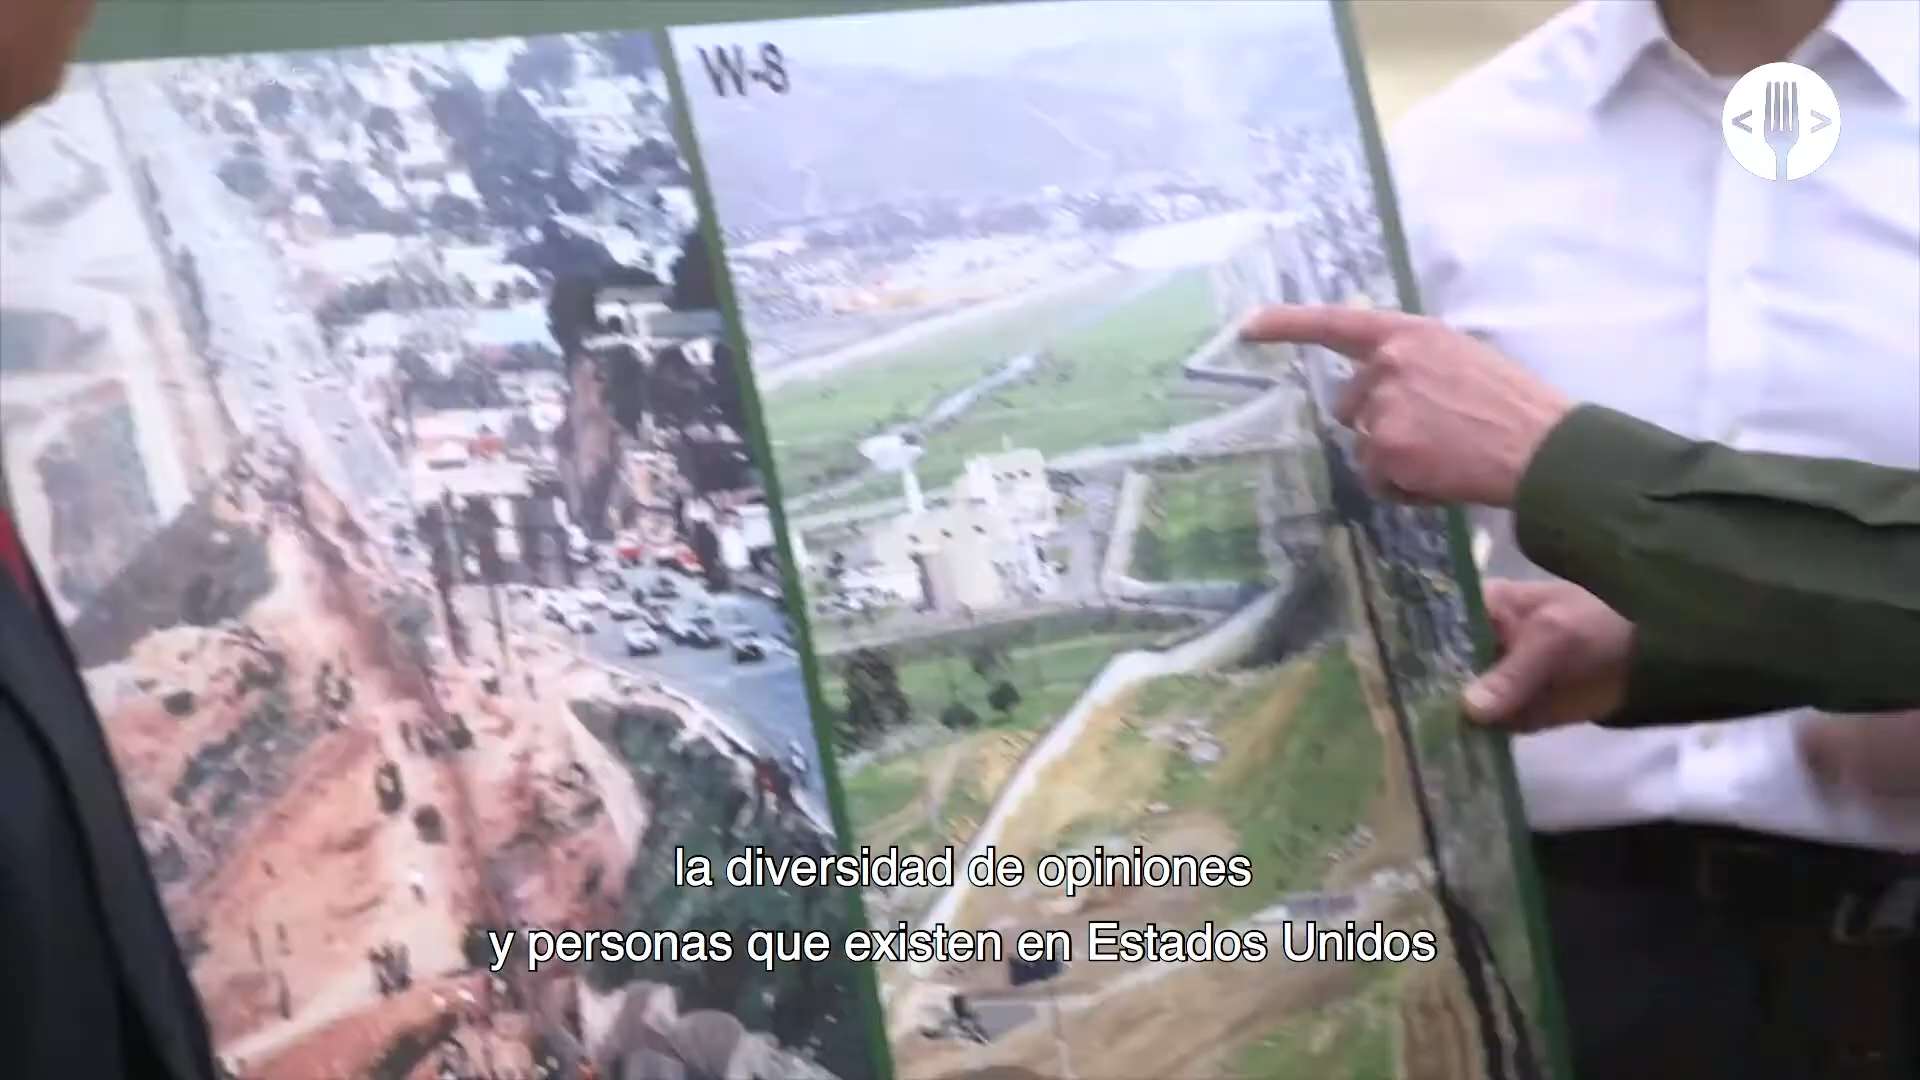 W-8
la diversidad de opiniones
y personas que existen en Estados Unidos